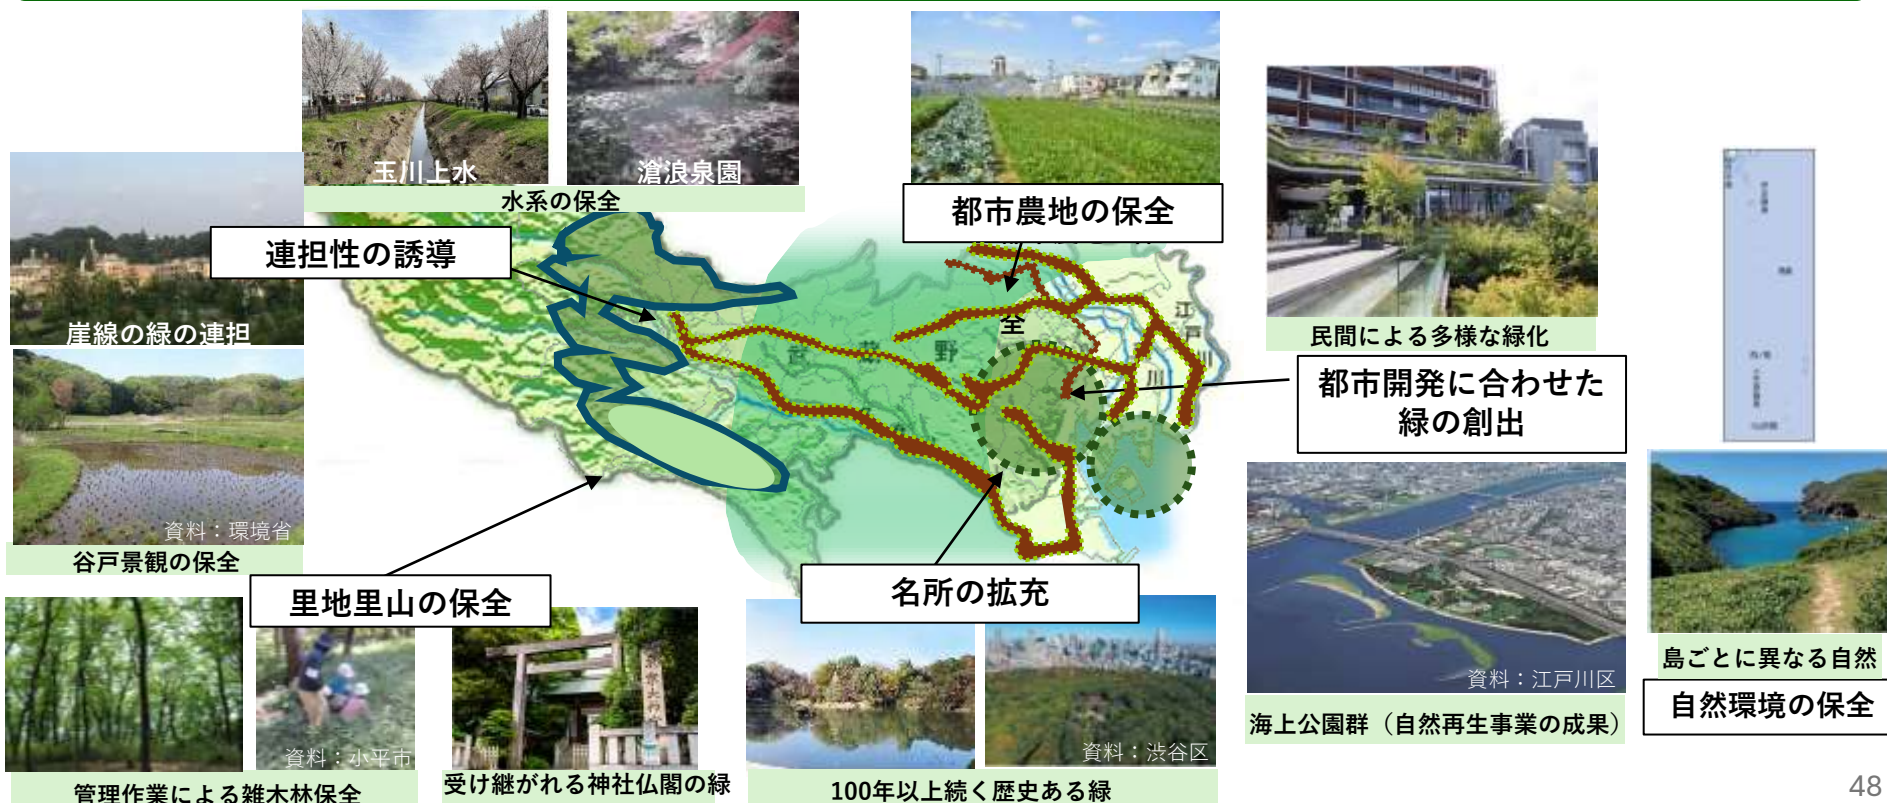 玉川上水
滄浪泉園
水系の保全
都市農地の保全
連担性の誘導
崖線の緑の連担
民間による多様な緑化
都市開発に合わせた
緑の創出
江戸川
全
武蔵野
川
資料：環境省
谷戸景観の保全
里地里山の保全
名所の拡充
資料：江戸川区
海上公園群（自然再生事業の成果）
島ごとに異なる自然
自然環境の保全
資料：小平市
管理作業による雑木林保全
受け継がれる神社仏閣の緑
資料：渋谷区
100年以上続く歴史ある緑
48